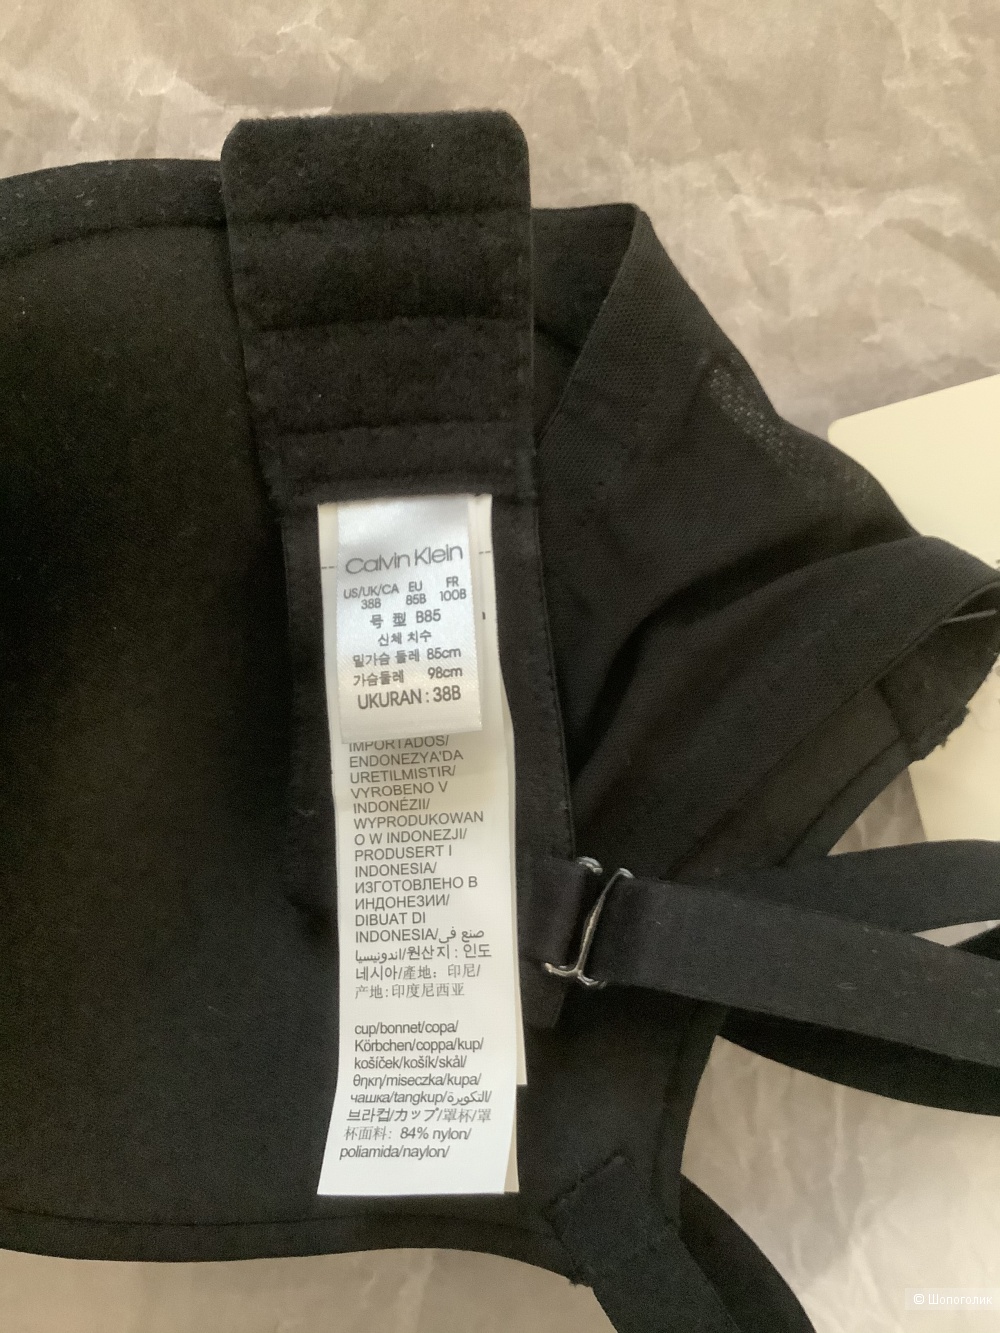 Calvin Klein
US/UK/CA EU FR
38B 85B 100B
号 型 B85
신체 치수
밑가슴 둘레 85cm
가슴둘레 98cm
UKURAN : 38B
IMPORTADOS/
ENDONEZYA'DA
URETILMISTIR/
VYROBENO V
INDONÉZII/
WYPRODUKOWAN
O W INDONEZJI/
PRODUSERT I
INDONESIA/
ИЗГОТОВЛЕНО В
ИНДОНЕЗИИ/
DIBUAT DI
INDONESIA/صنع في
اندونيسيا/원산지 : 인도
네시아/產地：印尼/
产地:印度尼西亚
cup/bonnet/copa/
Körbchen/coppa/kup/
košíček/košík/skål/
θηκη/miseczka/kupa/
чашка/tangkup/التكويرة/
브라컵/カップ/罩杯/罩
杯面料: 84% nylon/
poliamida/naylon/
© Шопоголик